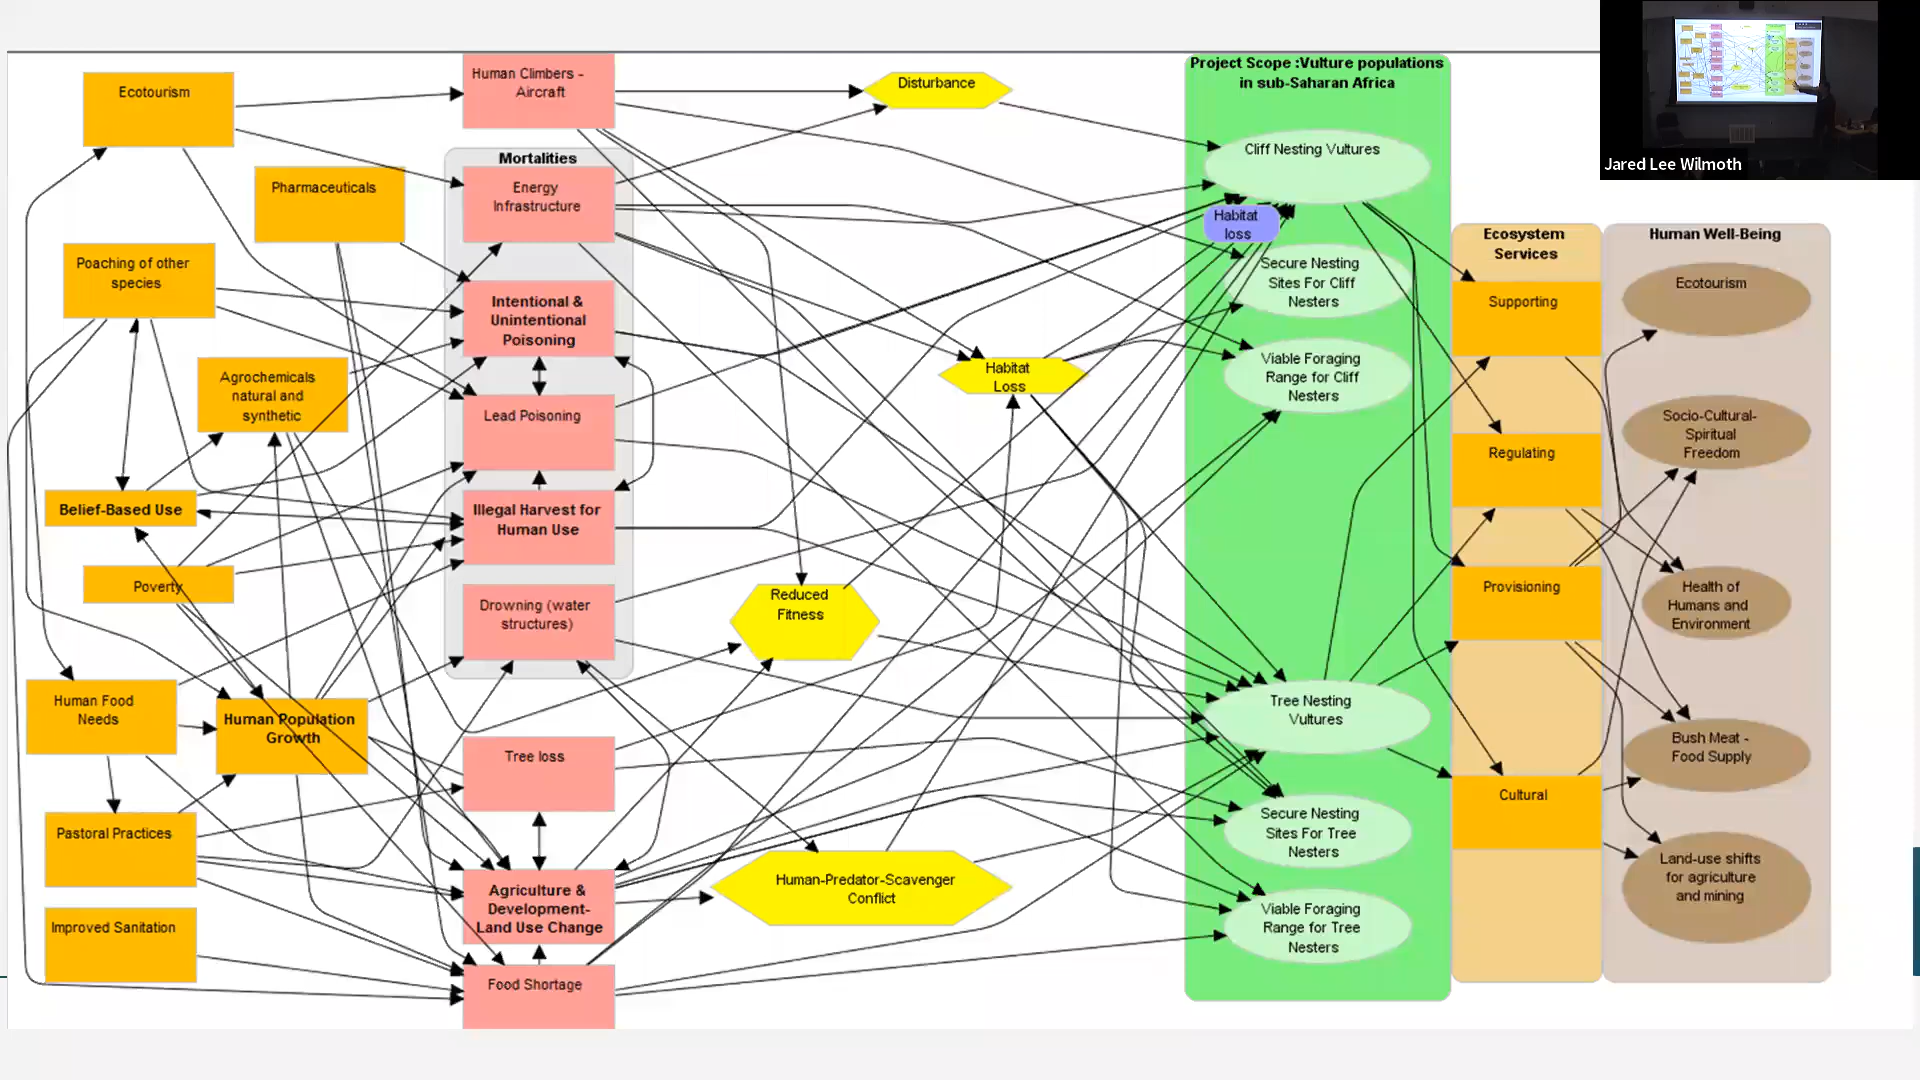 Ecotourism
Pharmaceuticals
Poaching of other
species
Agrochemicals
natural and
synthetic
Belief-Based Use
Poverty
Human Food
Needs
Human Population
Growth
Pastoral Practices
Improved Sanitation
Human Climbers -
Aircraft
Mortalities
Energy
Infrastructure
Intentional &
Unintentional
Poisoning
Lead Poisoning
Illegal Harvest for
Human Use
Drowning (water
structures)
Tree loss
Agriculture &
Development-
Land Use Change
Food Shortage
Disturbance
Habitat
Loss
Reduced
Fitness
Human-Predator-Scavenger
Conflict
Project Scope :Vulture populations
in sub-Saharan Africa
Cliff Nesting Vultures
Habitat
loss
Secure Nesting
Sites For Cliff
Nesters
Viable Foraging
Range for Cliff
Nesters
Tree Nesting
Vultures
Secure Nesting
Sites For Tree
Nesters
Viable Foraging
Range for Tree
Nesters
Ecosystem
Services
Supporting
Regulating
Provisioning
Cultural
Human Well-Being
Ecotourism
Socio-Cultural-
Spiritual
Freedom
Health of
Humans and
Environment
Bush Meat -
Food Supply
Land-use shifts
for agriculture
and mining
Jared Lee Wilmoth